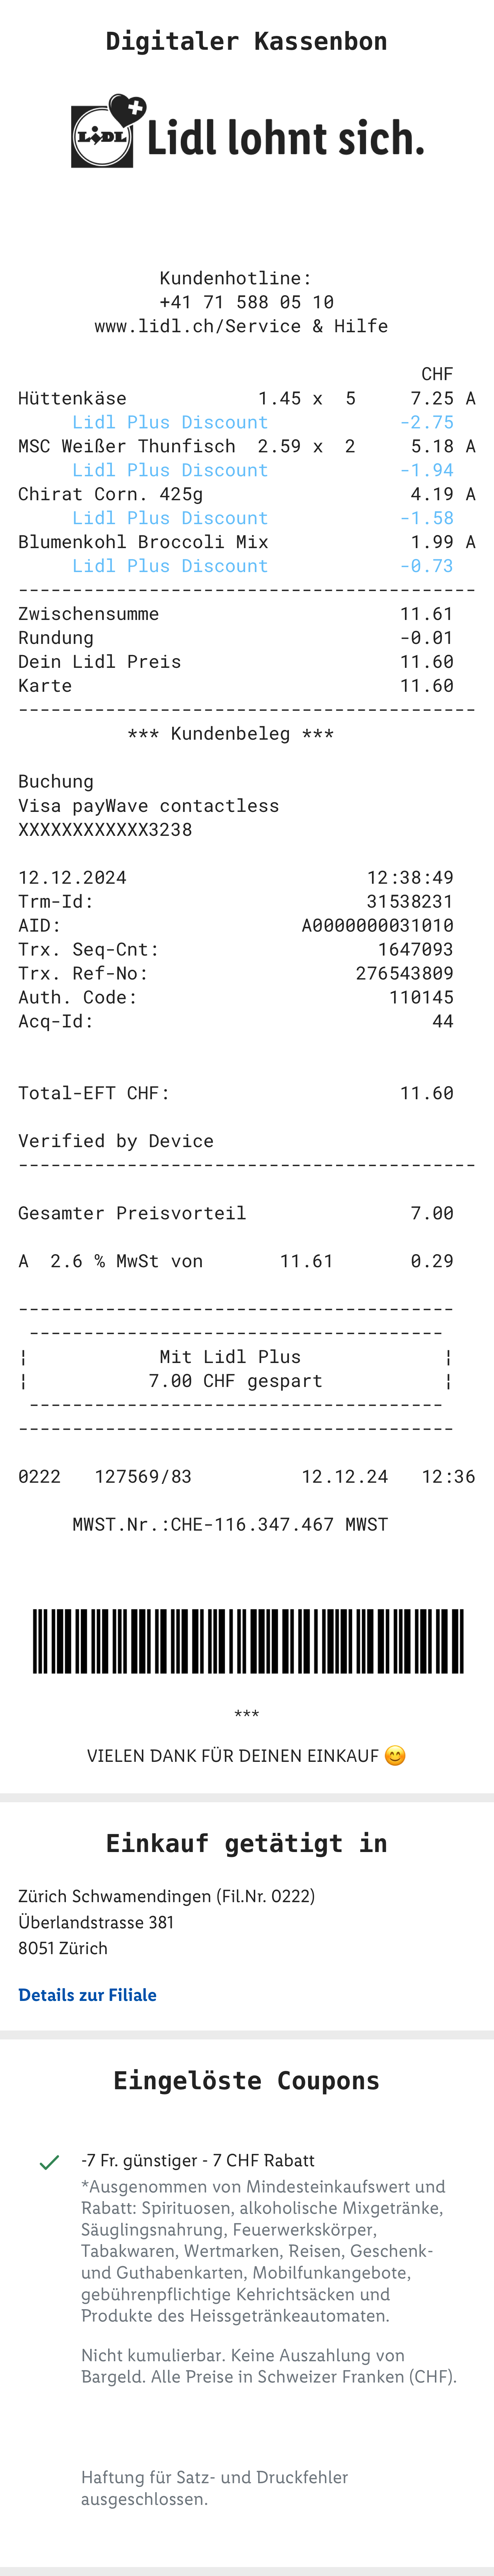 Digitaler Kassenbon
LiDL Lidl lohnt sich.
Kundenhotline:
+41 71 588 05 10
www.lidl.ch/Service & Hilfe
CHF
Hüttenkäse 1.45 x 5 7.25 A
Lidl Plus Discount -2.75
MSC Weißer Thunfisch 2.59 x 2 5.18 A
Lidl Plus Discount -1.94
Chirat Corn. 425g 4.19 A
Lidl Plus Discount -1.58
Blumenkohl Broccoli Mix 1.99 A
Lidl Plus Discount -0.73
------------------------------------------
Zwischensumme 11.61
Rundung -0.01
Dein Lidl Preis 11.60
Karte 11.60
------------------------------------------
*** Kundenbeleg ***
Buchung
Visa payWave contactless
XXXXXXXXXXXX3238
12.12.2024 12:38:49
Trm-Id: 31538231
AID: A0000000031010
Trx. Seq-Cnt: 1647093
Trx. Ref-No: 276543809
Auth. Code: 110145
Acq-Id: 44
Total-EFT CHF: 11.60
Verified by Device
------------------------------------------
Gesamter Preisvorteil 7.00
A 2.6 % MwSt von 11.61 0.29
----------------------------------------
--------------------------------------
¦ Mit Lidl Plus ¦
¦ 7.00 CHF gespart ¦
--------------------------------------
----------------------------------------
0222 127569/83 12.12.24 12:36
MWST.Nr.:CHE-116.347.467 MWST
***
VIELEN DANK FÜR DEINEN EINKAUF 😊
Einkauf getätigt in
Zürich Schwamendingen (Fil.Nr. 0222)
Überlandstrasse 381
8051 Zürich
Details zur Filiale
Eingelöste Coupons
-7 Fr. günstiger - 7 CHF Rabatt
*Ausgenommen von Mindesteinkaufswert und
Rabatt: Spirituosen, alkoholische Mixgetränke,
Säuglingsnahrung, Feuerwerkskörper,
Tabakwaren, Wertmarken, Reisen, Geschenk-
und Guthabenkarten, Mobilfunkangebote,
gebührenpflichtige Kehrichtsäcken und
Produkte des Heissgetränkeautomaten.
Nicht kumulierbar. Keine Auszahlung von
Bargeld. Alle Preise in Schweizer Franken (CHF).
Haftung für Satz- und Druckfehler
ausgeschlossen.